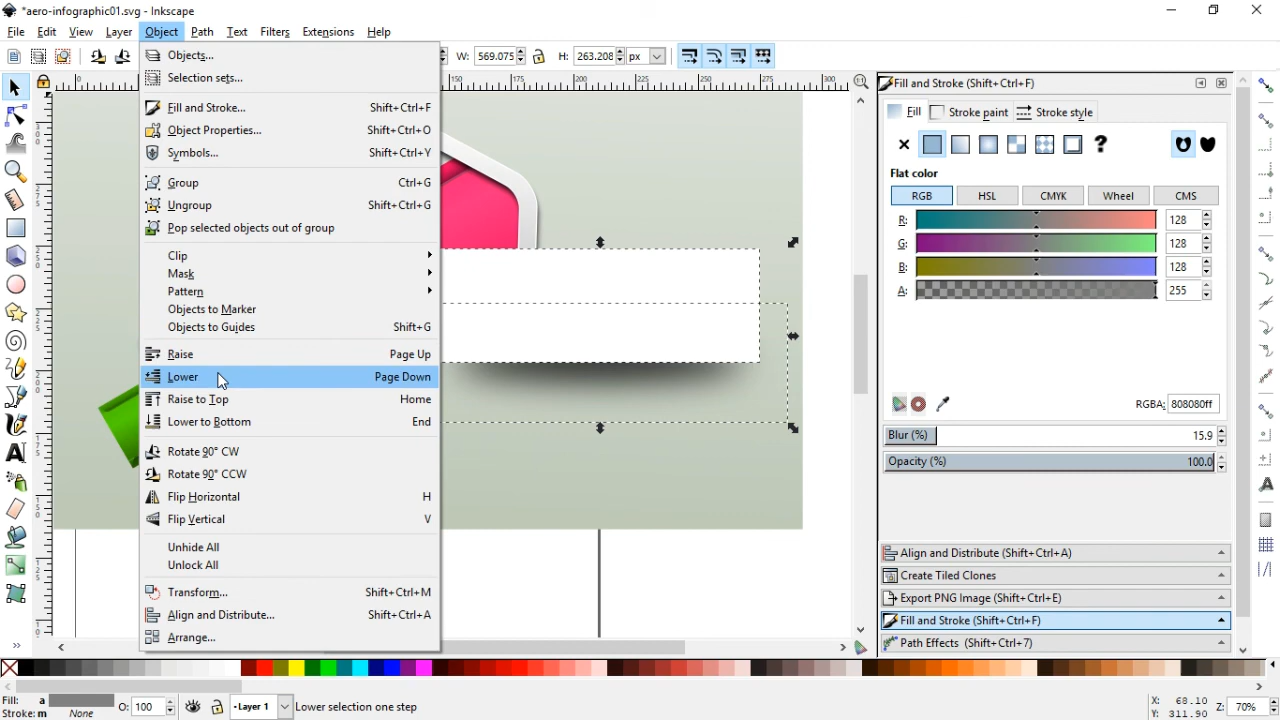 *aero-infographic01.svg - Inkscape
File Edit View Layer Object Path Text Filters Extensions Help
W: 569.075 H: 263.208 px
Objects...
Selection sets...
Fill and Stroke... Shift+Ctrl+F
Object Properties... Shift+Ctrl+O
Symbols... Shift+Ctrl+Y
Group Ctrl+G
Ungroup Shift+Ctrl+G
Pop selected objects out of group
Clip
Mask
Pattern
Objects to Marker
Objects to Guides Shift+G
Raise Page Up
Lower Page Down
Raise to Top Home
Lower to Bottom End
Rotate 90° CW
Rotate 90° CCW
Flip Horizontal H
Flip Vertical V
Unhide All
Unlock All
Transform... Shift+Ctrl+M
Align and Distribute... Shift+Ctrl+A
Arrange...
0 150 175 200 225 250 275 300
Fill and Stroke (Shift+Ctrl+F)
Fill Stroke paint Stroke style
?
Flat color
RGB HSL CMYK Wheel CMS
R: 128
G: 128
B: 128
A: 255
RGBA: 808080ff
Blur (%) 15.9
Opacity (%) 100.0
Align and Distribute (Shift+Ctrl+A)
Create Tiled Clones
Export PNG Image (Shift+Ctrl+E)
Fill and Stroke (Shift+Ctrl+F)
Path Effects (Shift+Ctrl+7)
Fill: a O: 100 Layer 1 Lower selection one step X: 68.10 Z: 70%
Stroke: m None Y: 311.90